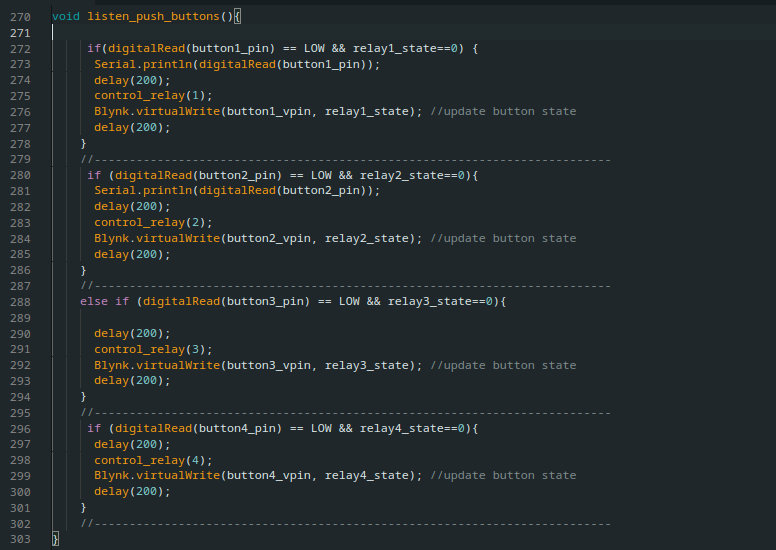 270 void listen_push_buttons(){
271
272 if(digitalRead(button1_pin) == LOW && relay1_state==0) {
273 Serial.println(digitalRead(button1_pin));
274 delay(200);
275 control_relay(1);
276 Blynk.virtualWrite(button1_vpin, relay1_state); //update button state
277 delay(200);
278 }
279 //--------------------------------------------------------------------------
280 if (digitalRead(button2_pin) == LOW && relay2_state==0){
281 Serial.println(digitalRead(button2_pin));
282 delay(200);
283 control_relay(2);
284 Blynk.virtualWrite(button2_vpin, relay2_state); //update button state
285 delay(200);
286 }
287 //--------------------------------------------------------------------------
288 else if (digitalRead(button3_pin) == LOW && relay3_state==0){
289
290 delay(200);
291 control_relay(3);
292 Blynk.virtualWrite(button3_vpin, relay3_state); //update button state
293 delay(200);
294 }
295 //--------------------------------------------------------------------------
296 if (digitalRead(button4_pin) == LOW && relay4_state==0){
297 delay(200);
298 control_relay(4);
299 Blynk.virtualWrite(button4_vpin, relay4_state); //update button state
300 delay(200);
301 }
302 //--------------------------------------------------------------------------
303 }